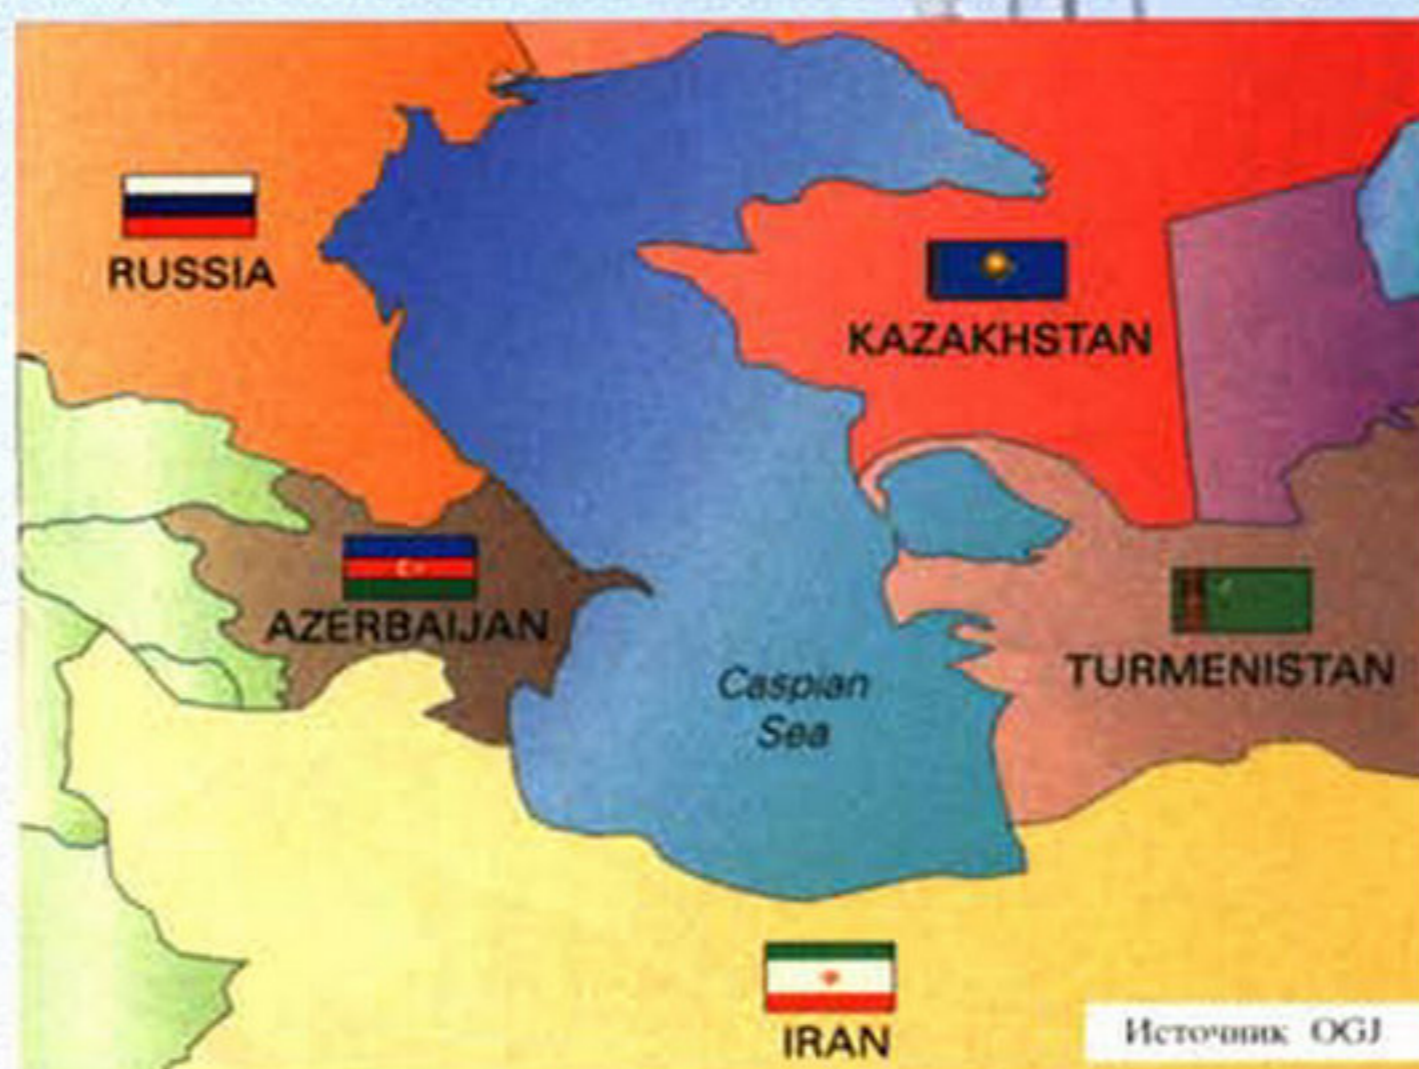 RUSSIA
KAZAKHSTAN
AZERBAIJAN
TURMENISTAN
Caspian
Sea
IRAN
Источник OGJ